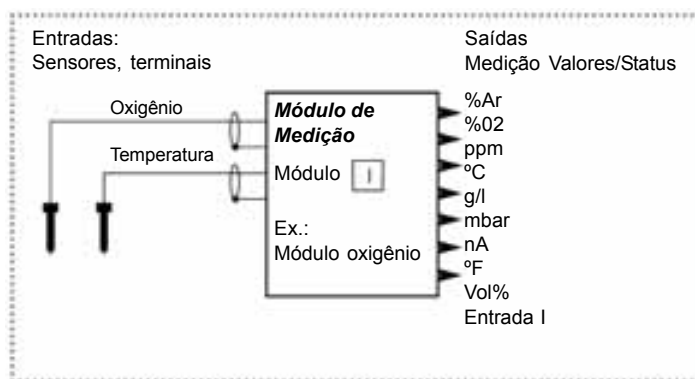 Entradas:
Sensores, terminais
Saídas
Medição Valores/Status
Oxigênio
Temperatura
Módulo de
Medição
Módulo I
Ex.:
Módulo oxigênio
%Ar
%02
ppm
ºC
g/l
mbar
nA
ºF
Vol%
Entrada I